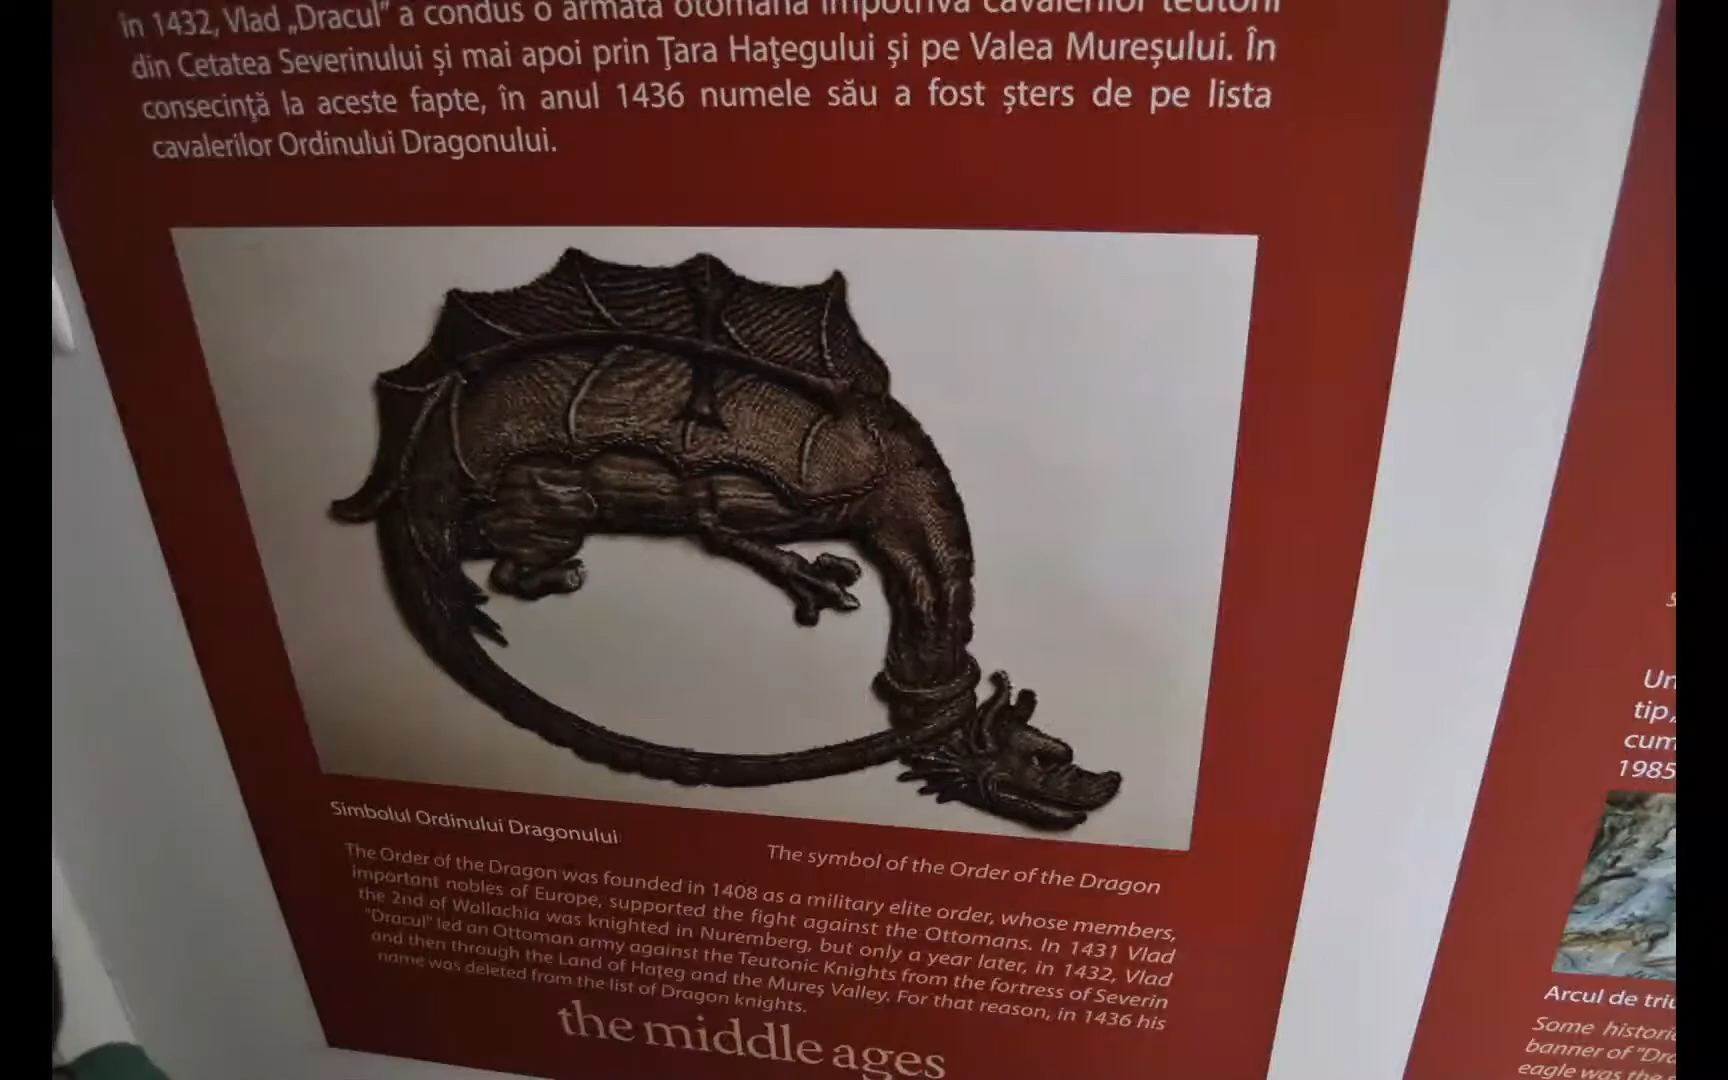 în 1432, Vlad „Dracul” a condus o armată otomană împotriva cavalerilor teutoni
din Cetatea Severinului și mai apoi prin Țara Hațegului și pe Valea Mureșului. În
consecință la aceste fapte, în anul 1436 numele său a fost șters de pe lista
cavalerilor Ordinului Dragonului.
Simbolul Ordinului Dragonului
The symbol of the Order of the Dragon
The Order of the Dragon was founded in 1408 as a military elite order, whose members,
important nobles of Europe, supported the fight against the Ottomans. In 1431 Vlad
the 2nd of Wallachia was knighted in Nuremberg, but only a year later, in 1432, Vlad
"Dracul" led an Ottoman army against the Teutonic Knights from the fortress of Severin
and then through the Land of Hațeg and the Mureș Valley. For that reason, in 1436 his
name was deleted from the list of Dragon knights.
the middle ages
Un
tip
cum
1985
Arcul de triu
Some histori
banner of "Dra
eagle was the